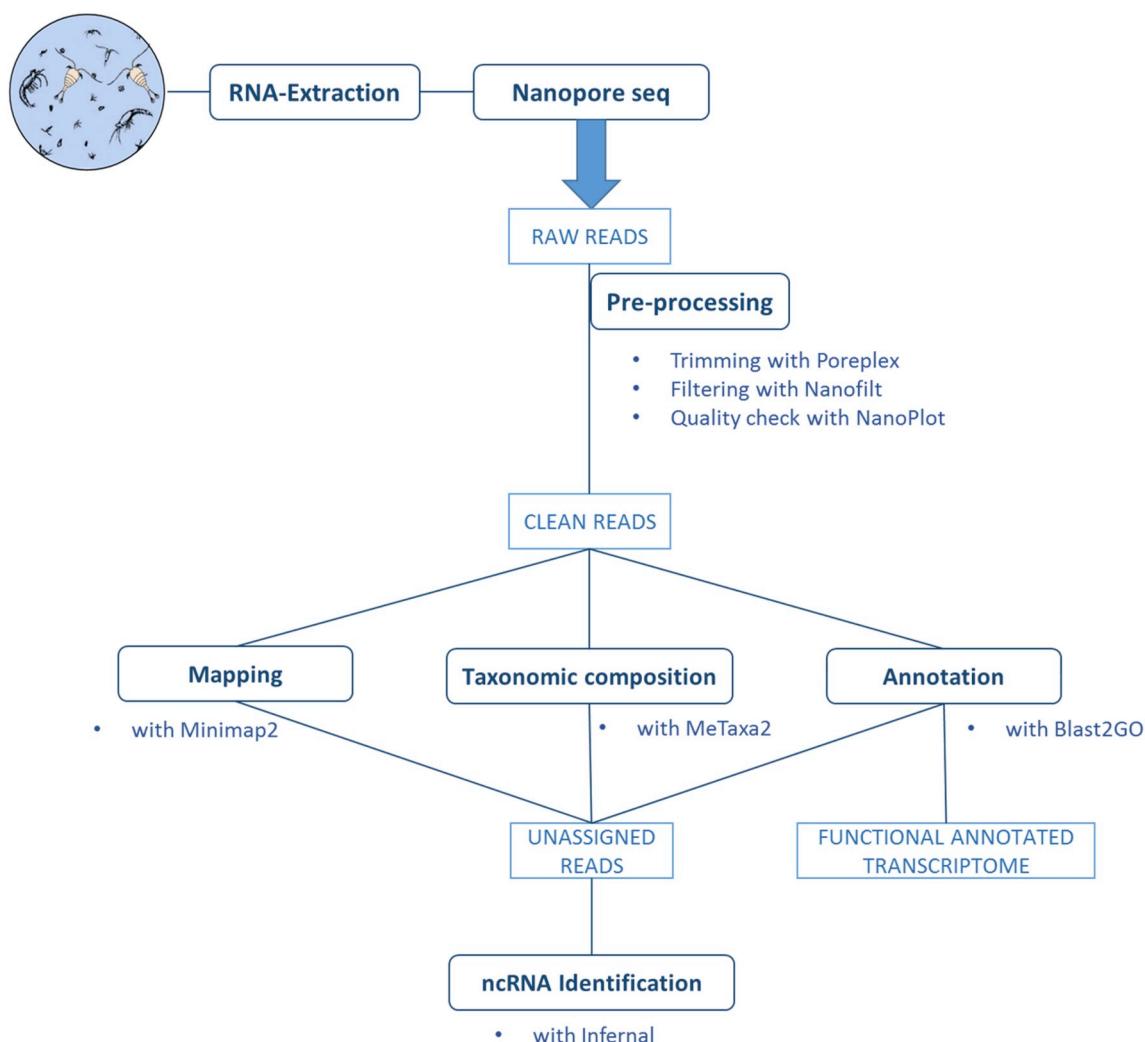 RNA-Extraction
Nanopore seq
RAW READS
Pre-processing
• Trimming with Poreplex
• Filtering with Nanofilt
• Quality check with NanoPlot
CLEAN READS
Mapping
Taxonomic composition
Annotation
• with Minimap2
• with MeTaxa2
• with Blast2GO
UNASSIGNED
READS
FUNCTIONAL ANNOTATED
TRANSCRIPTOME
ncRNA Identification
• with Infernal